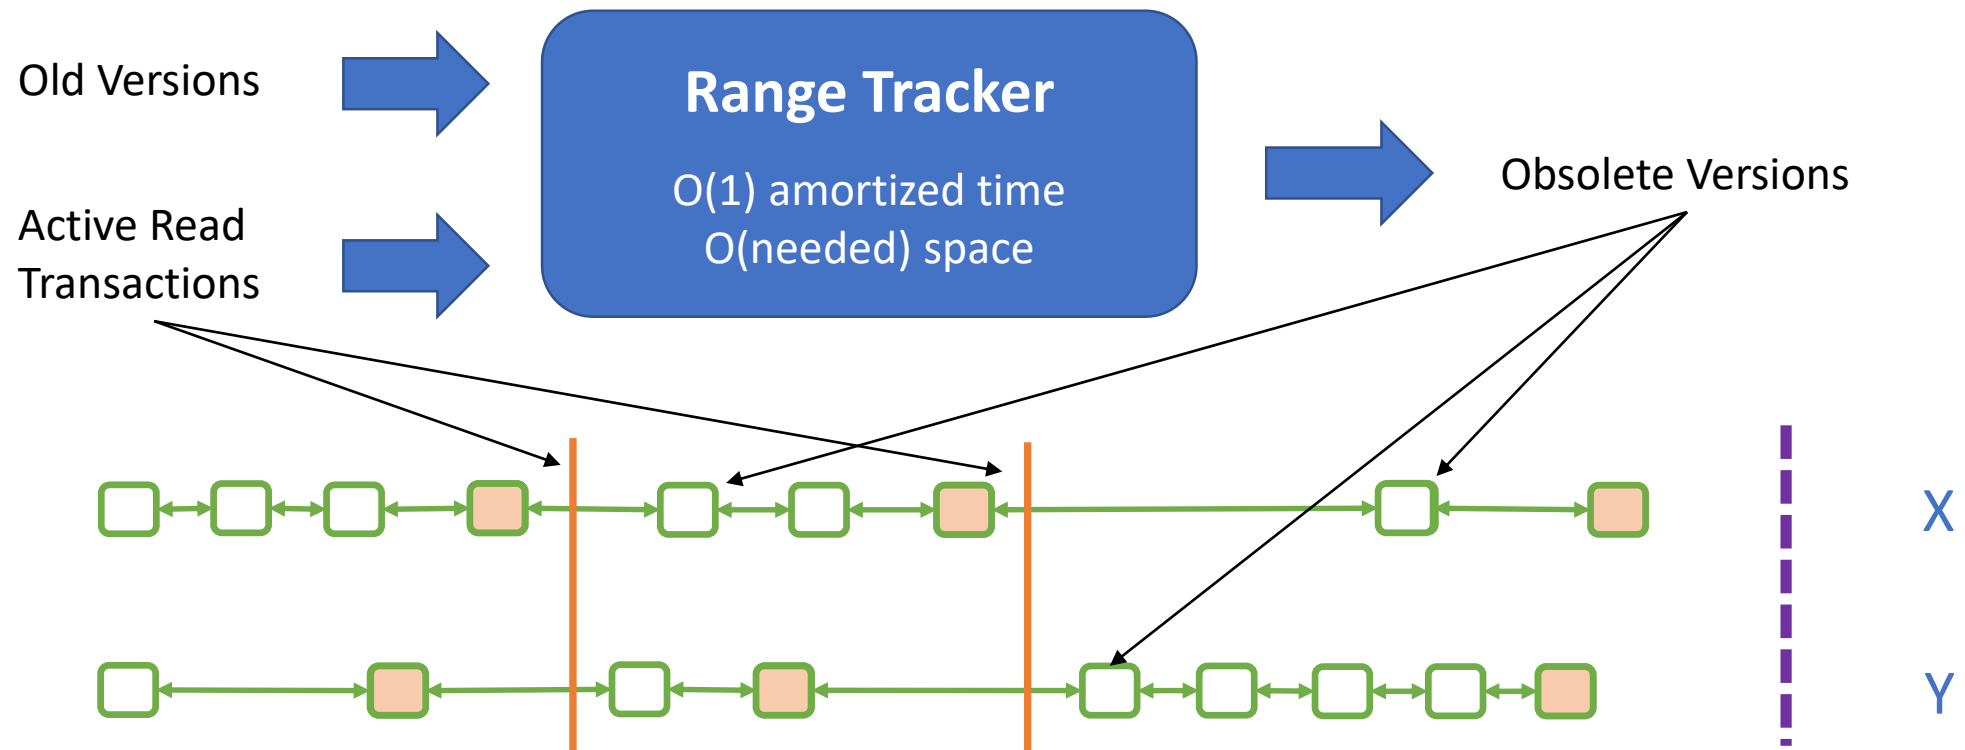 Old Versions
Active Read
Transactions
Range Tracker
O(1) amortized time
O(needed) space
Obsolete Versions
X
Y